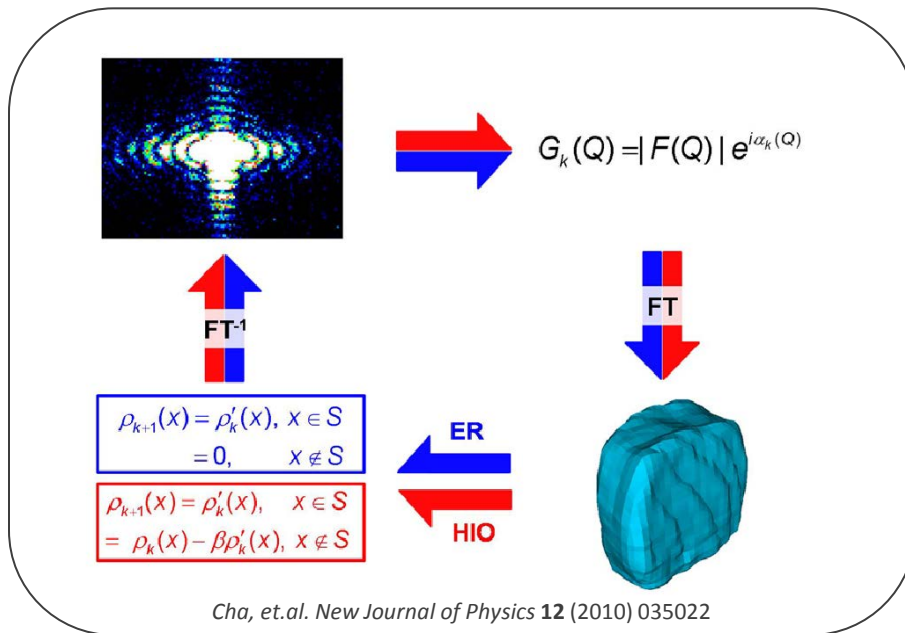 G_k(Q) =| F(Q) | e^{iα_k(Q)}
FT
FT⁻¹
ρ_{k+1}(x) = ρ'_k(x), x ∈ S
= 0, x ∉ S
ER
ρ_{k+1}(x) = ρ'_k(x), x ∈ S
= ρ_k(x) − βρ'_k(x), x ∉ S
HIO
Cha, et.al. New Journal of Physics 12 (2010) 035022